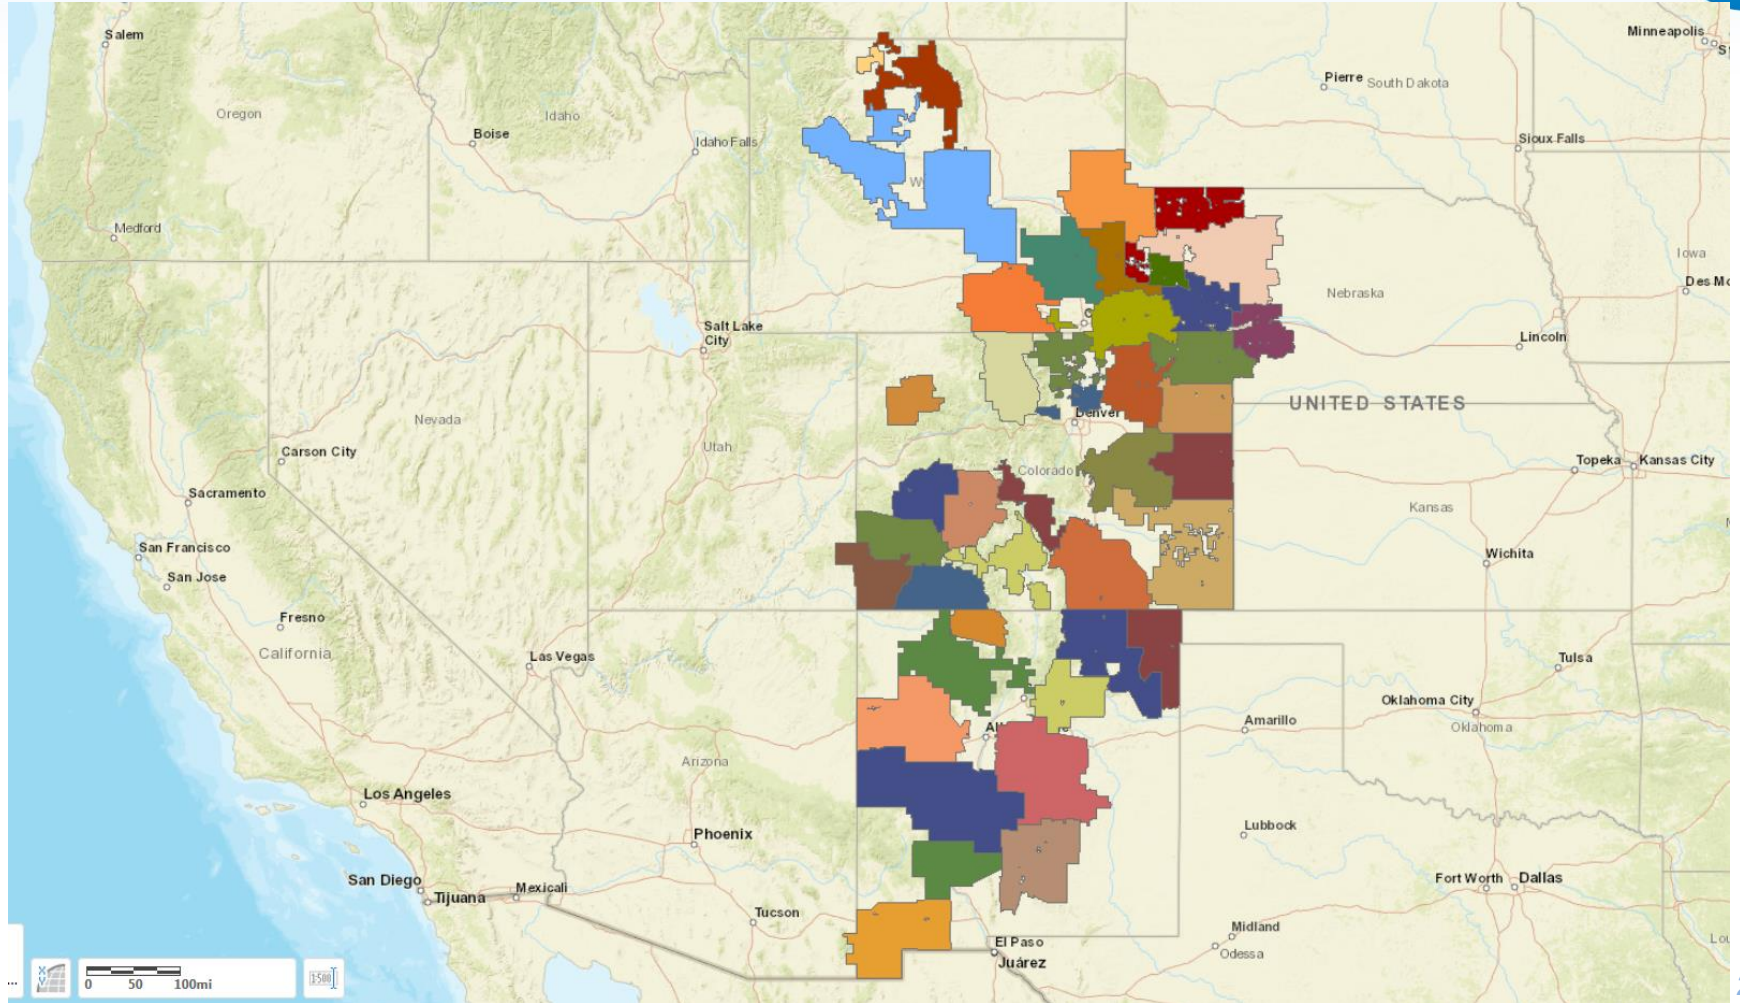 Salem
Minneapolis
Pierre
South Dakota
Oregon
Idaho
Boise
Idaho Falls
Sioux Falls
W
Medford
Iowa
Des Mo
Nebraska
Salt Lake
City
Lincoln
UNITED STATES
Denver
Nevada
Utah
Carson City
Colorado
Topeka
Kansas City
Sacramento
Kansas
San Francisco
Wichita
San Jose
Fresno
California
Las Vegas
Tulsa
Oklahoma City
Amarillo
Oklahoma
Arizona
Los Angeles
Phoenix
Lubbock
San Diego
Mexicali
Fort Worth
Dallas
Tijuana
Tucson
Midland
El Paso
Odessa
Juárez
0 50 100mi